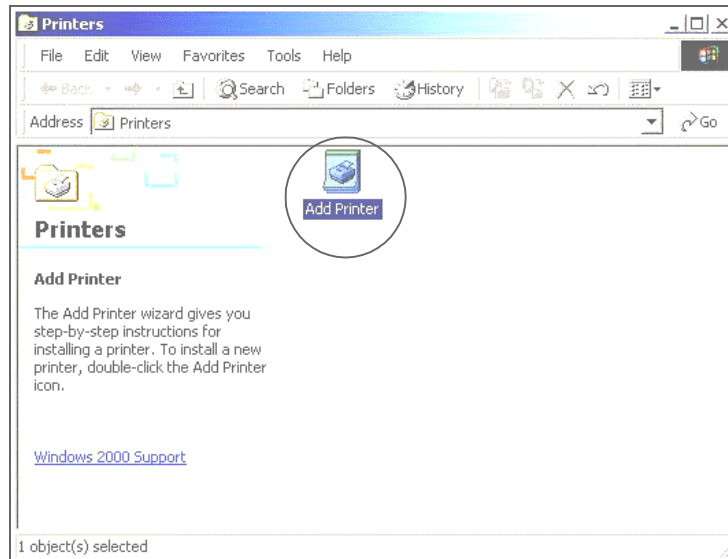 Printers
File Edit View Favorites Tools Help
Back Search Folders History
Address Printers Go
Add Printer
Printers
Add Printer
The Add Printer wizard gives you
step-by-step instructions for
installing a printer. To install a new
printer, double-click the Add Printer
icon.
Windows 2000 Support
1 object(s) selected